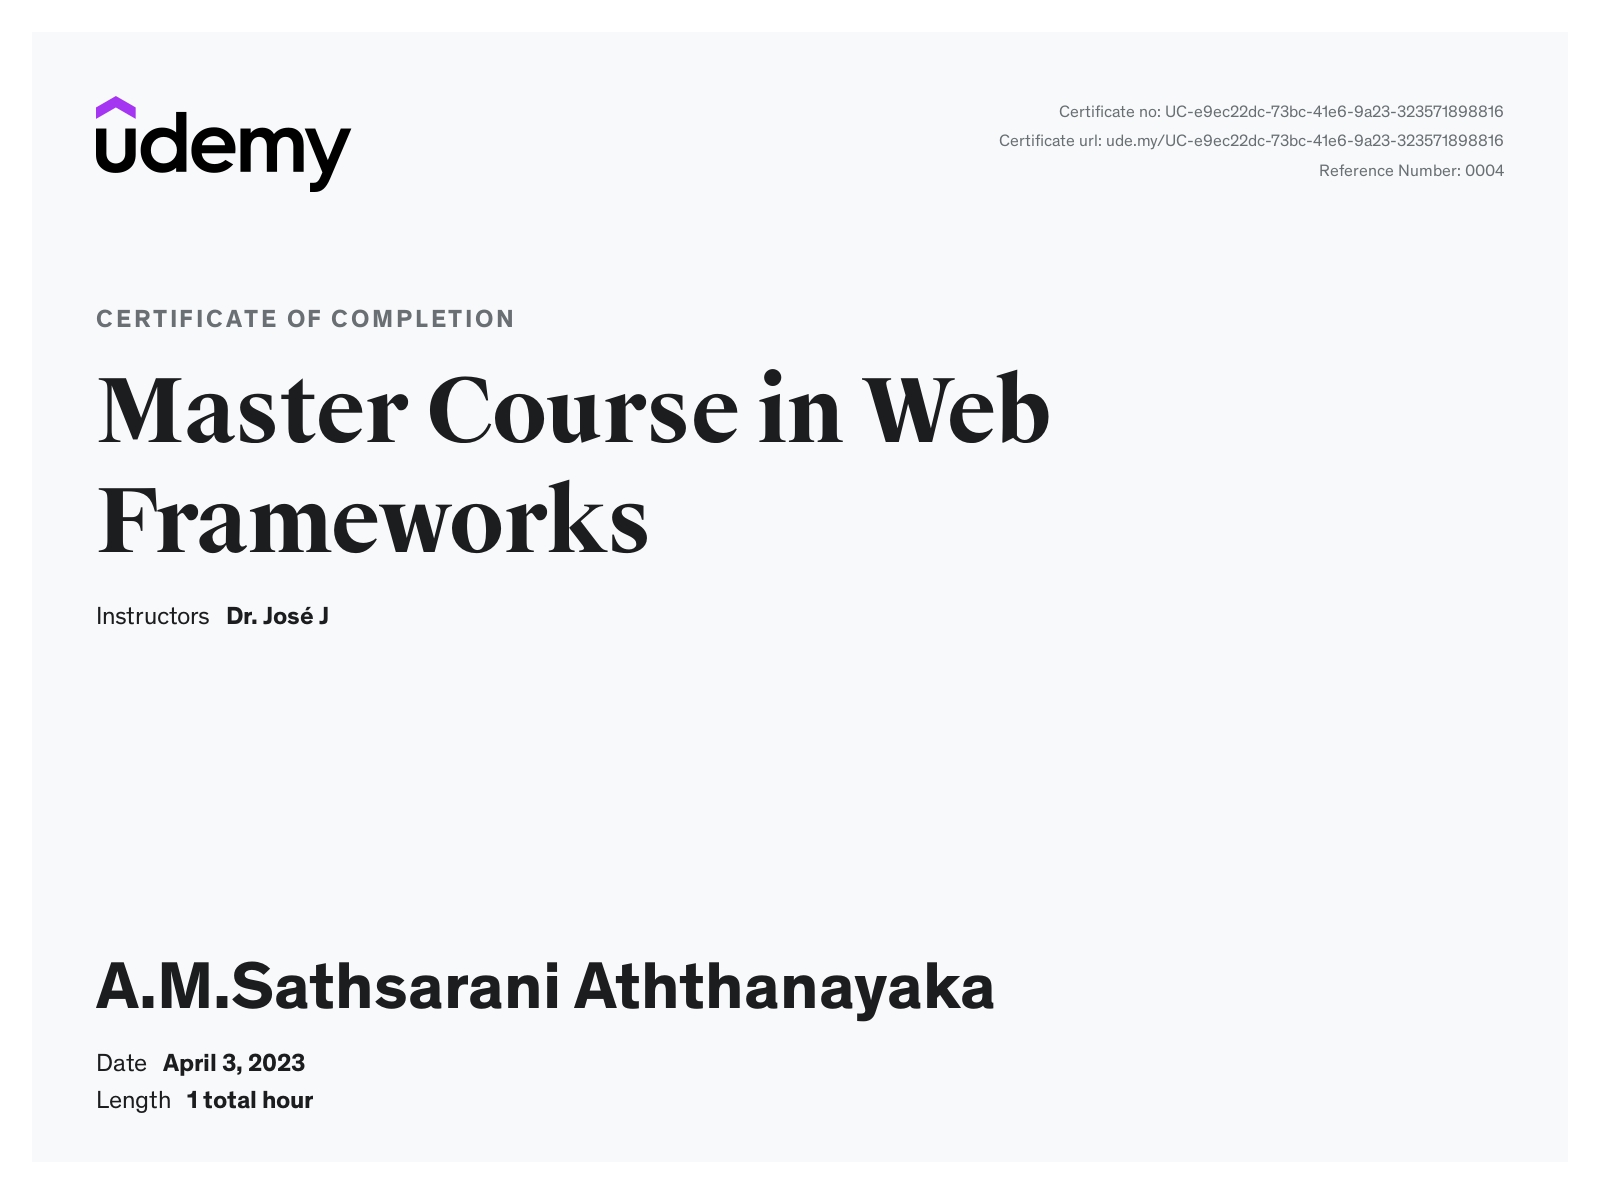 udemy
Certificate no: UC-e9ec22dc-73bc-41e6-9a23-323571898816
Certificate url: ude.my/UC-e9ec22dc-73bc-41e6-9a23-323571898816
Reference Number: 0004
CERTIFICATE OF COMPLETION
Master Course in Web
Frameworks
Instructors Dr. José J
A.M.Sathsarani Aththanayaka
Date April 3, 2023
Length 1 total hour